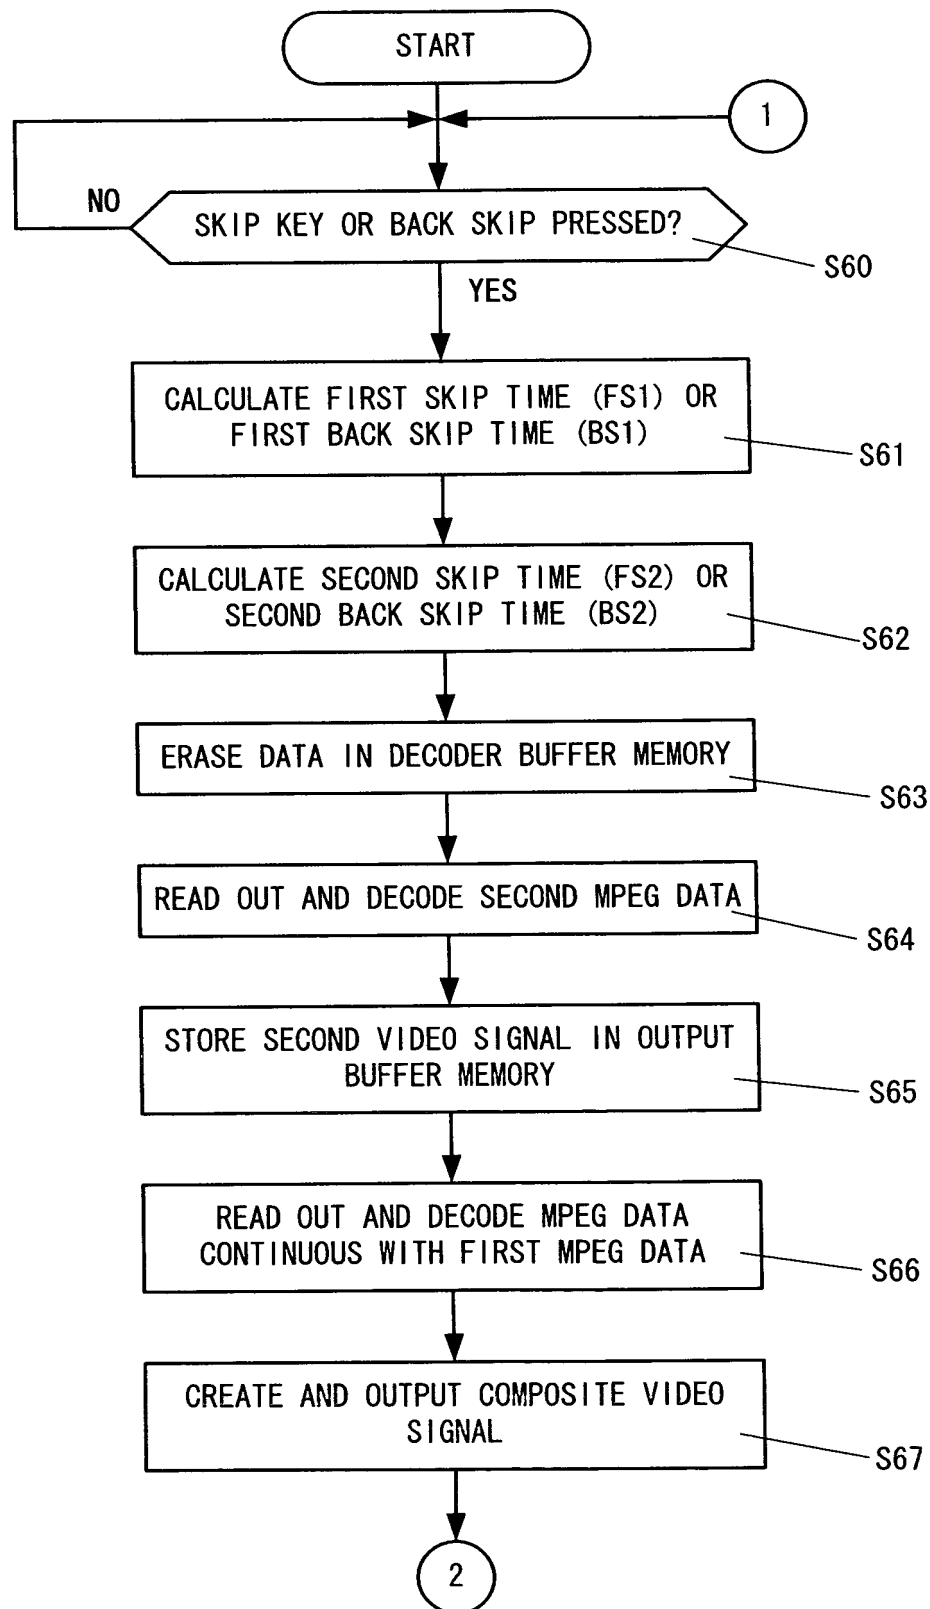 START
1
NO
SKIP KEY OR BACK SKIP PRESSED?
S60
YES
CALCULATE FIRST SKIP TIME (FS1) OR
FIRST BACK SKIP TIME (BS1)
S61
CALCULATE SECOND SKIP TIME (FS2) OR
SECOND BACK SKIP TIME (BS2)
S62
ERASE DATA IN DECODER BUFFER MEMORY
S63
READ OUT AND DECODE SECOND MPEG DATA
S64
STORE SECOND VIDEO SIGNAL IN OUTPUT
BUFFER MEMORY
S65
READ OUT AND DECODE MPEG DATA
CONTINUOUS WITH FIRST MPEG DATA
S66
CREATE AND OUTPUT COMPOSITE VIDEO
SIGNAL
S67
2